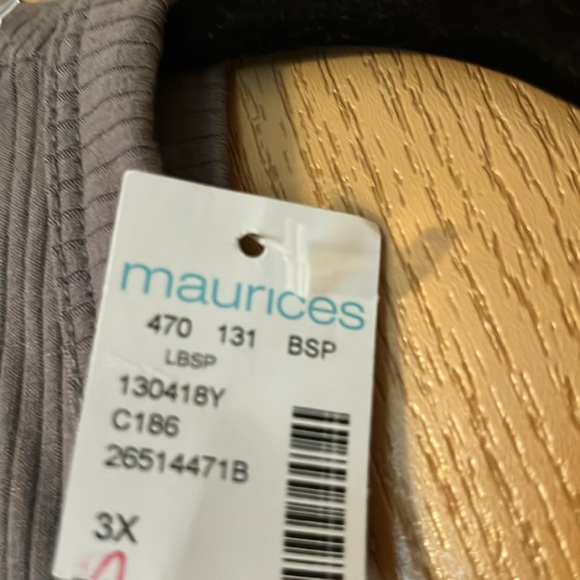 maurices
470 131 BSP
LBSP
130418Y
C186
26514471B
3X